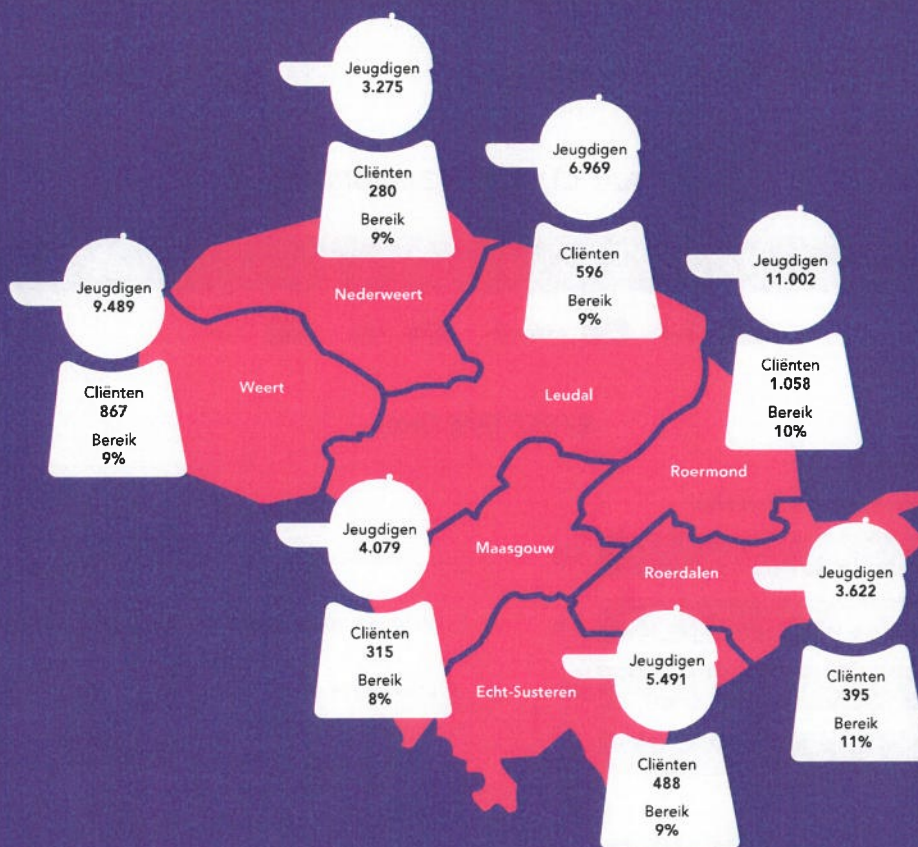 Jeugdigen
3.275
Cliënten
280
Bereik
9%
Jeugdigen
6.969
Cliënten
596
Bereik
9%
Jeugdigen
11.002
Cliënten
1.058
Bereik
10%
Jeugdigen
9.489
Cliënten
867
Bereik
9%
Nederweert
Weert
Leudal
Roermond
Jeugdigen
4.079
Cliënten
315
Bereik
8%
Maasgouw
Roerdalen
Jeugdigen
3.622
Cliënten
395
Bereik
11%
Echt-Susteren
Jeugdigen
5.491
Cliënten
488
Bereik
9%